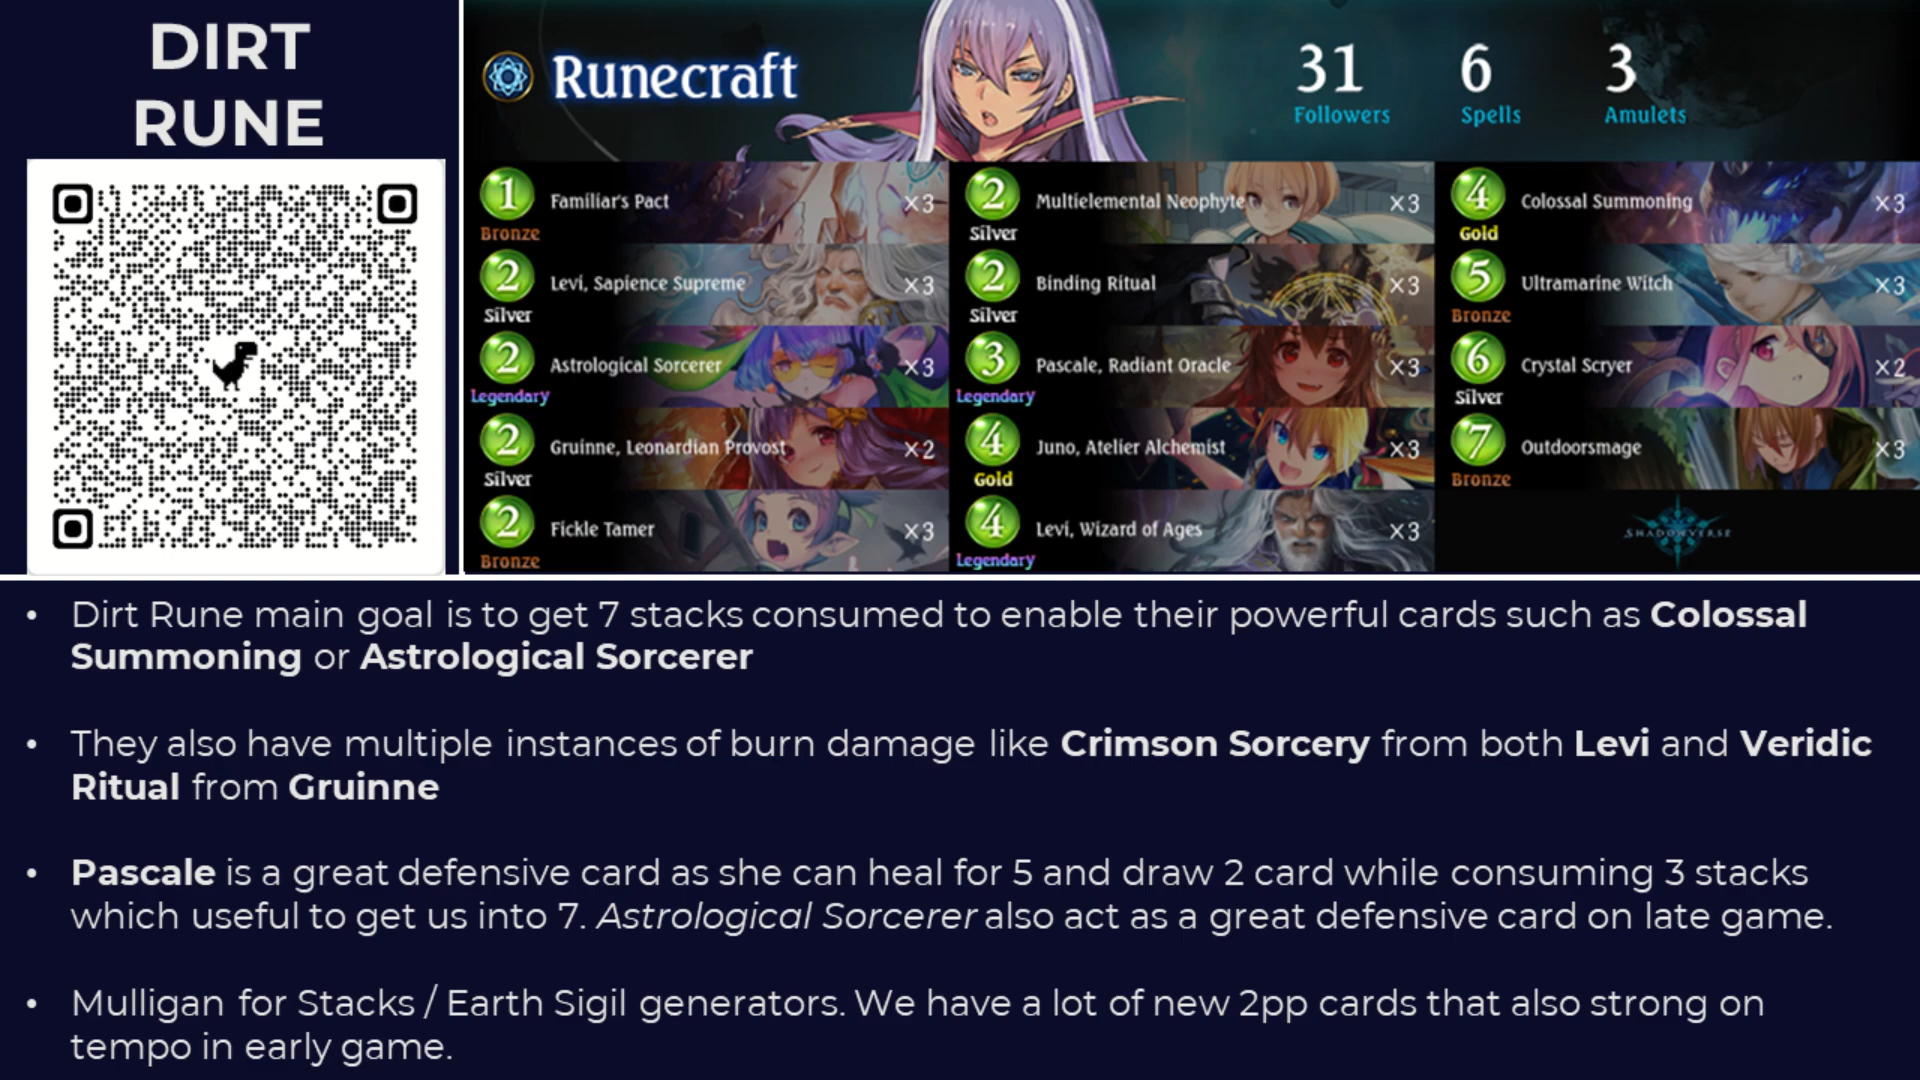 DIRT
RUNE
Runecraft
31
Followers
6
Spells
3
Amulets
1
Familiar's Pact
×3
Bronze
2
Levi, Sapience Supreme
×3
Silver
2
Astrological Sorcerer
×3
Legendary
2
Gruinne, Leonardian Provost
×2
Silver
2
Fickle Tamer
×3
Bronze
2
Multielemental Neophyte
×3
Silver
2
Binding Ritual
×3
Silver
3
Pascale, Radiant Oracle
×3
Legendary
4
Juno, Atelier Alchemist
×3
Gold
4
Levi, Wizard of Ages
×3
Legendary
4
Colossal Summoning
×3
Gold
5
Ultramarine Witch
×3
Bronze
6
Crystal Scryer
×2
Silver
7
Outdoorsmage
×3
Bronze
SHADOWVERSE
• Dirt Rune main goal is to get 7 stacks consumed to enable their powerful cards such as Colossal
Summoning or Astrological Sorcerer
• They also have multiple instances of burn damage like Crimson Sorcery from both Levi and Veridic
Ritual from Gruinne
• Pascale is a great defensive card as she can heal for 5 and draw 2 card while consuming 3 stacks
which useful to get us into 7. Astrological Sorcerer also act as a great defensive card on late game.
• Mulligan for Stacks / Earth Sigil generators. We have a lot of new 2pp cards that also strong on
tempo in early game.